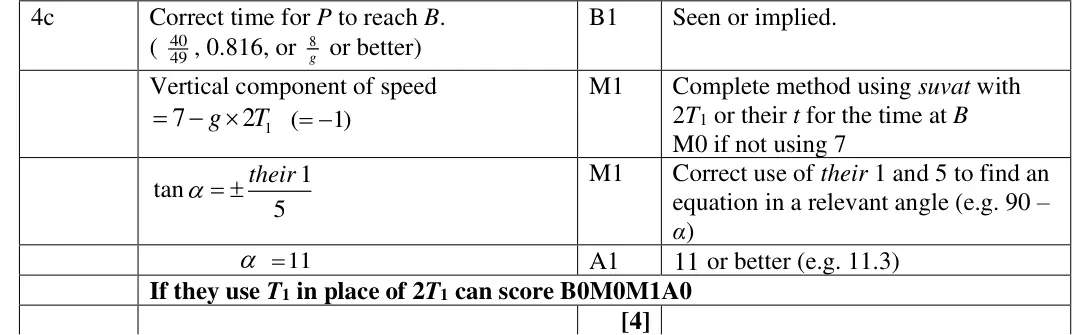 4c Correct time for P to reach B. B1 Seen or implied.
( 40/49 , 0.816, or 8/g or better)
Vertical component of speed M1 Complete method using suvat with
= 7 − g × 2T₁ (= −1) 2T₁ or their t for the time at B
M0 if not using 7
tan α = ± their 1/5 M1 Correct use of their 1 and 5 to find an
equation in a relevant angle (e.g. 90 –
α)
α = 11 A1 11 or better (e.g. 11.3)
If they use T₁ in place of 2T₁ can score B0M0M1A0
[4]